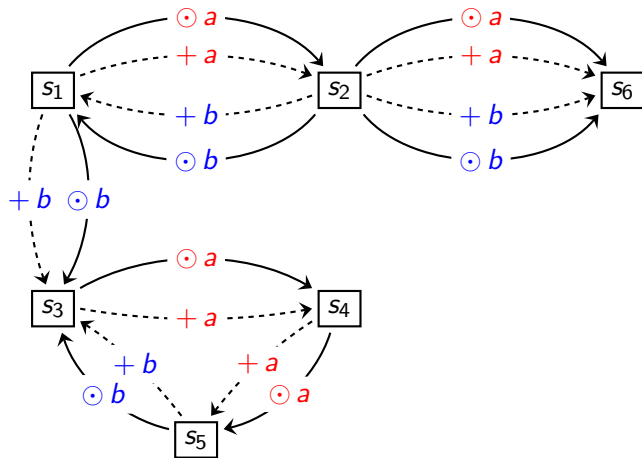 ⊙ a ⊙ a
+ a + a
s1 s2 s6
+ b + b
⊙ b ⊙ b
+ b ⊙ b
⊙ a
s3 s4
+ a
+ b + a
⊙ b ⊙ a
s5